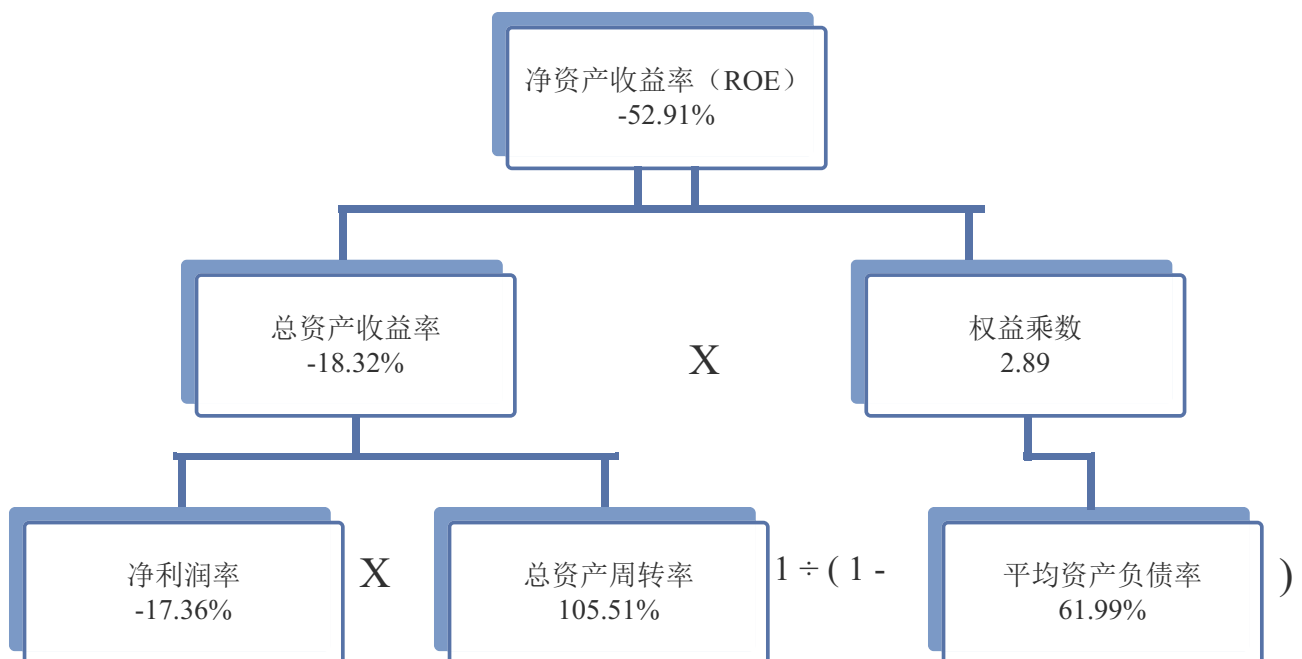 净资产收益率（ROE）
-52.91%
总资产收益率
-18.32%
X
权益乘数
2.89
净利润率
-17.36%
X
总资产周转率
105.51%
1 ÷ ( 1 -
平均资产负债率
61.99%
)